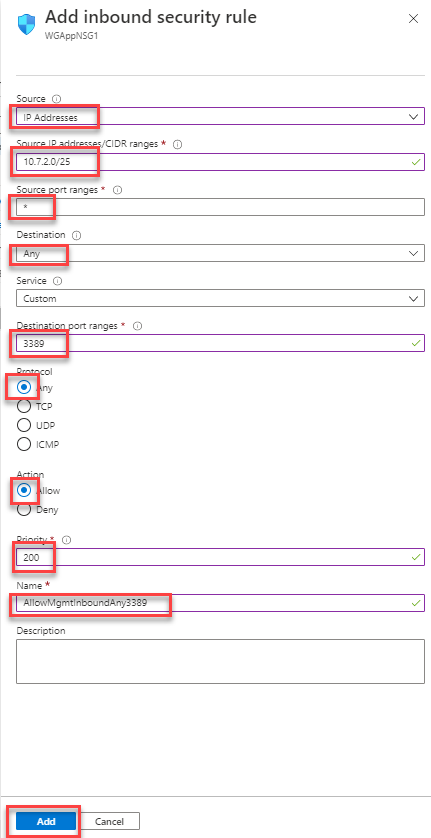 Add inbound security rule
WGAppNSG1
Source
IP Addresses
Source IP addresses/CIDR ranges *
10.7.2.0/25
Source port ranges *
*
Destination
Any
Service
Custom
Destination port ranges *
3389
Protocol
Any
TCP
UDP
ICMP
Action
Allow
Deny
Priority *
200
Name *
AllowMgmtInboundAny3389
Description
Add Cancel